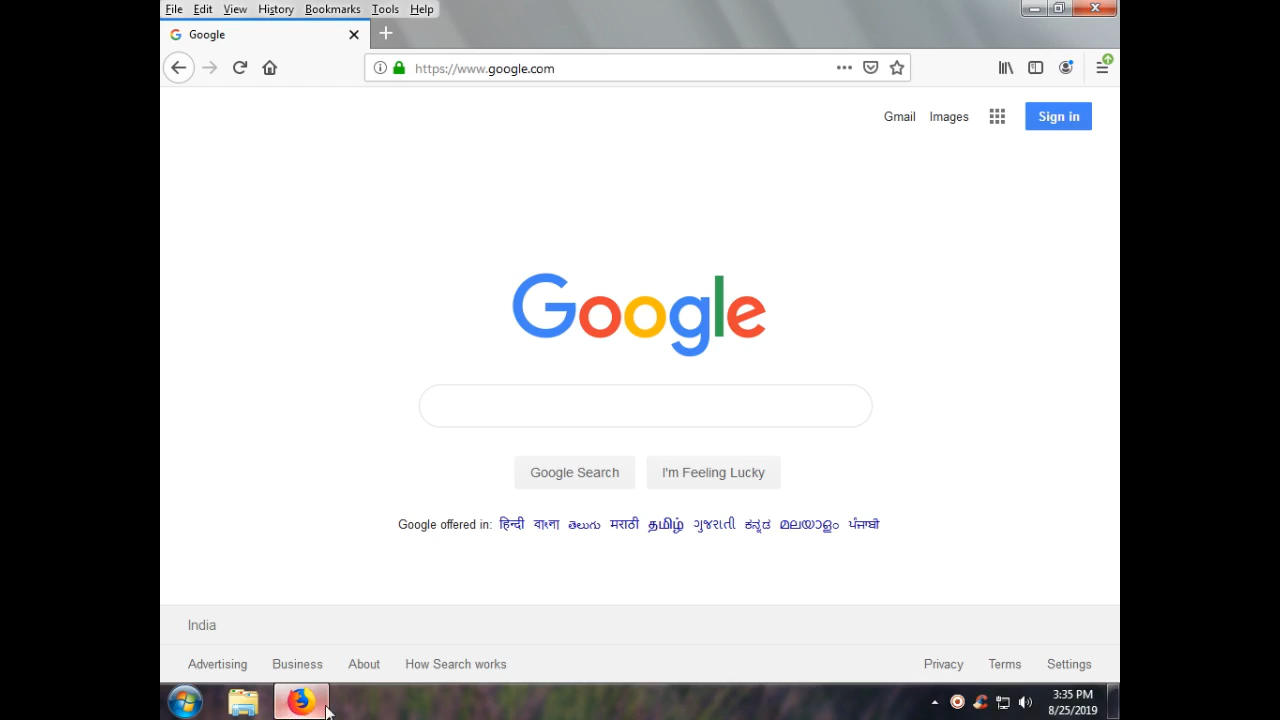 File Edit View History Bookmarks Tools Help
Google
https://www.google.com
Gmail Images Sign in
Google
Google Search I'm Feeling Lucky
Google offered in: हिन्दी বাংলা తెలుగు मराठी தமிழ் ગુજરાતી ಕನ್ನಡ മലയാളം ਪੰਜਾਬੀ
India
Advertising Business About How Search works Privacy Terms Settings
3:35 PM
8/25/2019